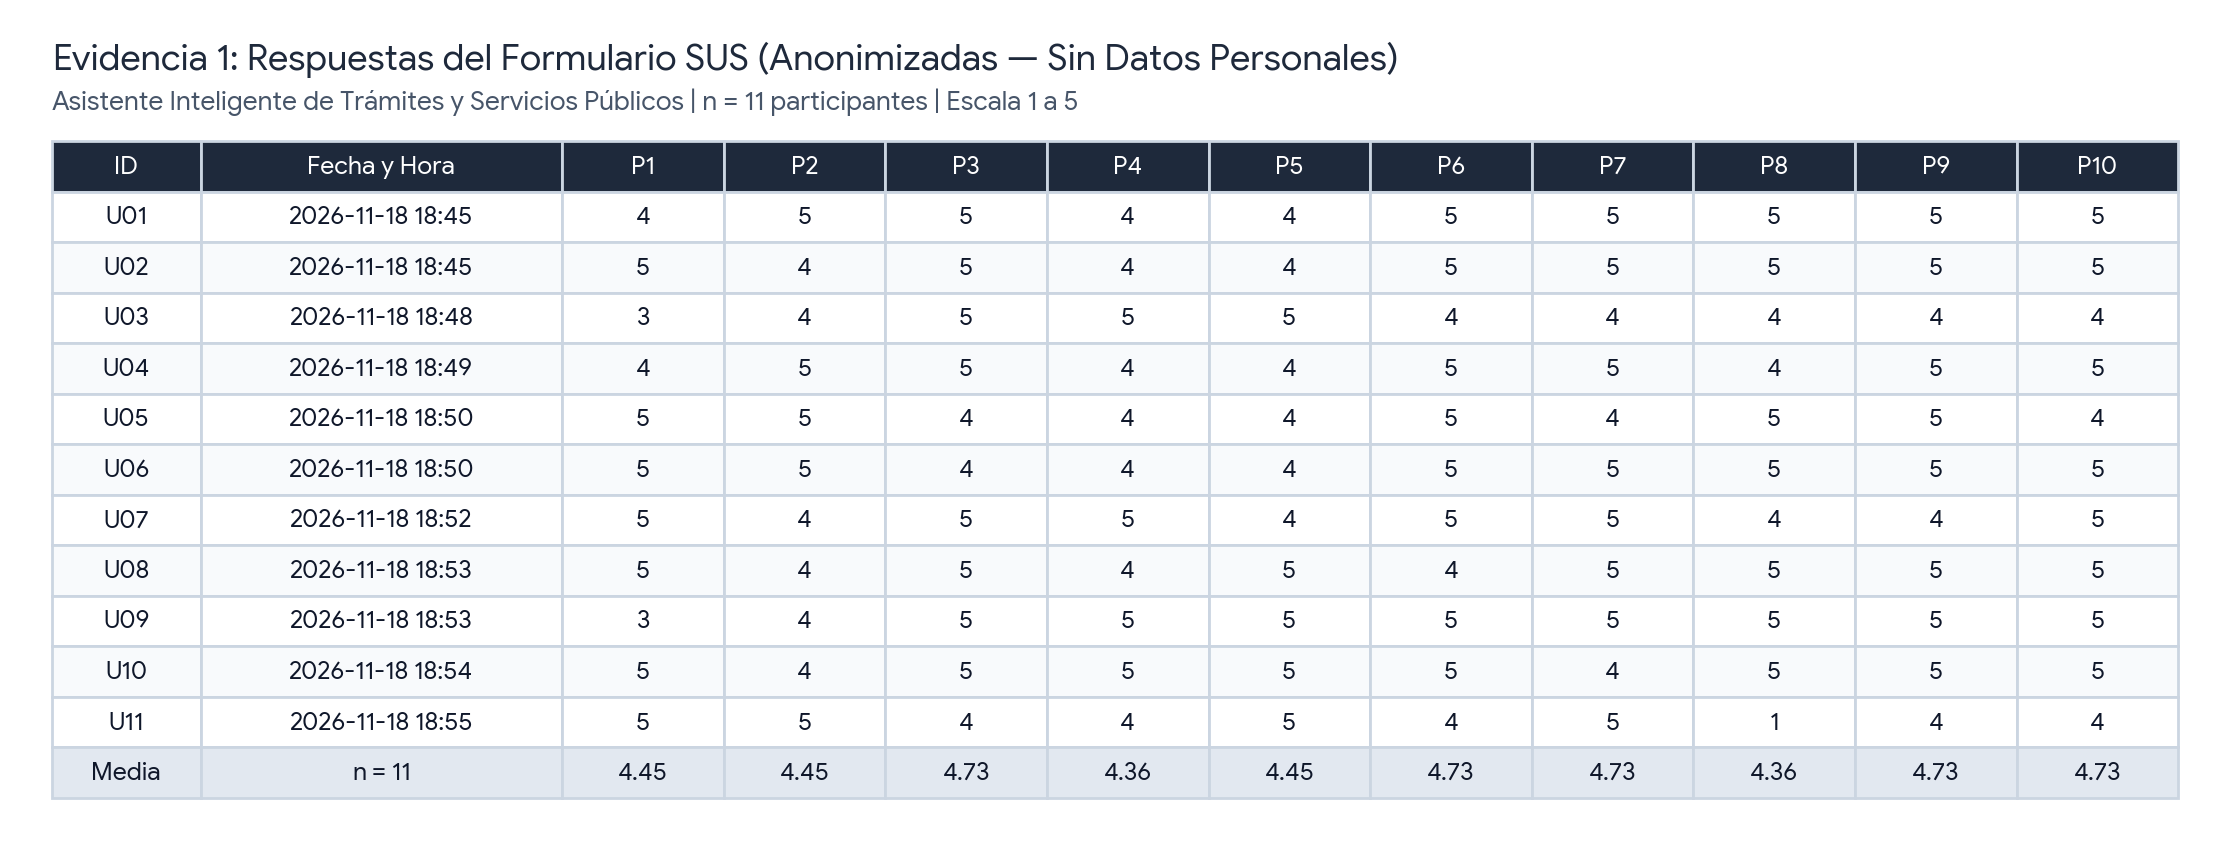 Evidencia 1: Respuestas del Formulario SUS (Anonimizadas — Sin Datos Personales)
Asistente Inteligente de Trámites y Servicios Públicos | n = 11 participantes | Escala 1 a 5
ID Fecha y Hora P1 P2 P3 P4 P5 P6 P7 P8 P9 P10
U01 2026-11-18 18:45 4 5 5 4 4 5 5 5 5 5
U02 2026-11-18 18:45 5 4 5 4 4 5 5 5 5 5
U03 2026-11-18 18:48 3 4 5 5 5 4 4 4 4 4
U04 2026-11-18 18:49 4 5 5 4 4 5 5 4 5 5
U05 2026-11-18 18:50 5 5 4 4 4 5 4 5 5 4
U06 2026-11-18 18:50 5 5 4 4 4 5 5 5 5 5
U07 2026-11-18 18:52 5 4 5 5 4 5 5 4 4 5
U08 2026-11-18 18:53 5 4 5 4 5 4 5 5 5 5
U09 2026-11-18 18:53 3 4 5 5 5 5 5 5 5 5
U10 2026-11-18 18:54 5 4 5 5 5 5 4 5 5 5
U11 2026-11-18 18:55 5 5 4 4 5 4 5 1 4 4
Media n = 11 4.45 4.45 4.73 4.36 4.45 4.73 4.73 4.36 4.73 4.73